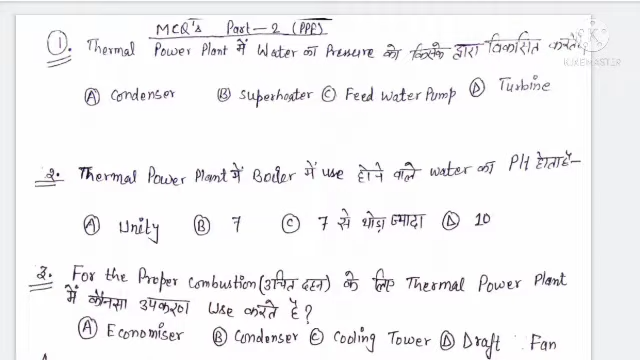 MCQ's Part-2 (PPE)
①. Thermal Power Plant में Water का Pressure को किसके द्वारा विकसित करते
Ⓐ Condenser Ⓑ Superheater Ⓒ Feed Water Pump Ⓓ Turbine
KINEMASTER
2. Thermal Power Plant में Boiler में use होने वाले water का PH होता है-
Ⓐ Unity Ⓑ 7 Ⓒ 7 से थोड़ा ज्यादा Ⓓ 10
3. For the Proper Combustion (उचित दहन) के लिए Thermal Power Plant
में कौनसा उपकरण use करते है?
Ⓐ Economiser Ⓑ Condenser Ⓒ Cooling Tower Ⓓ Draft Fan